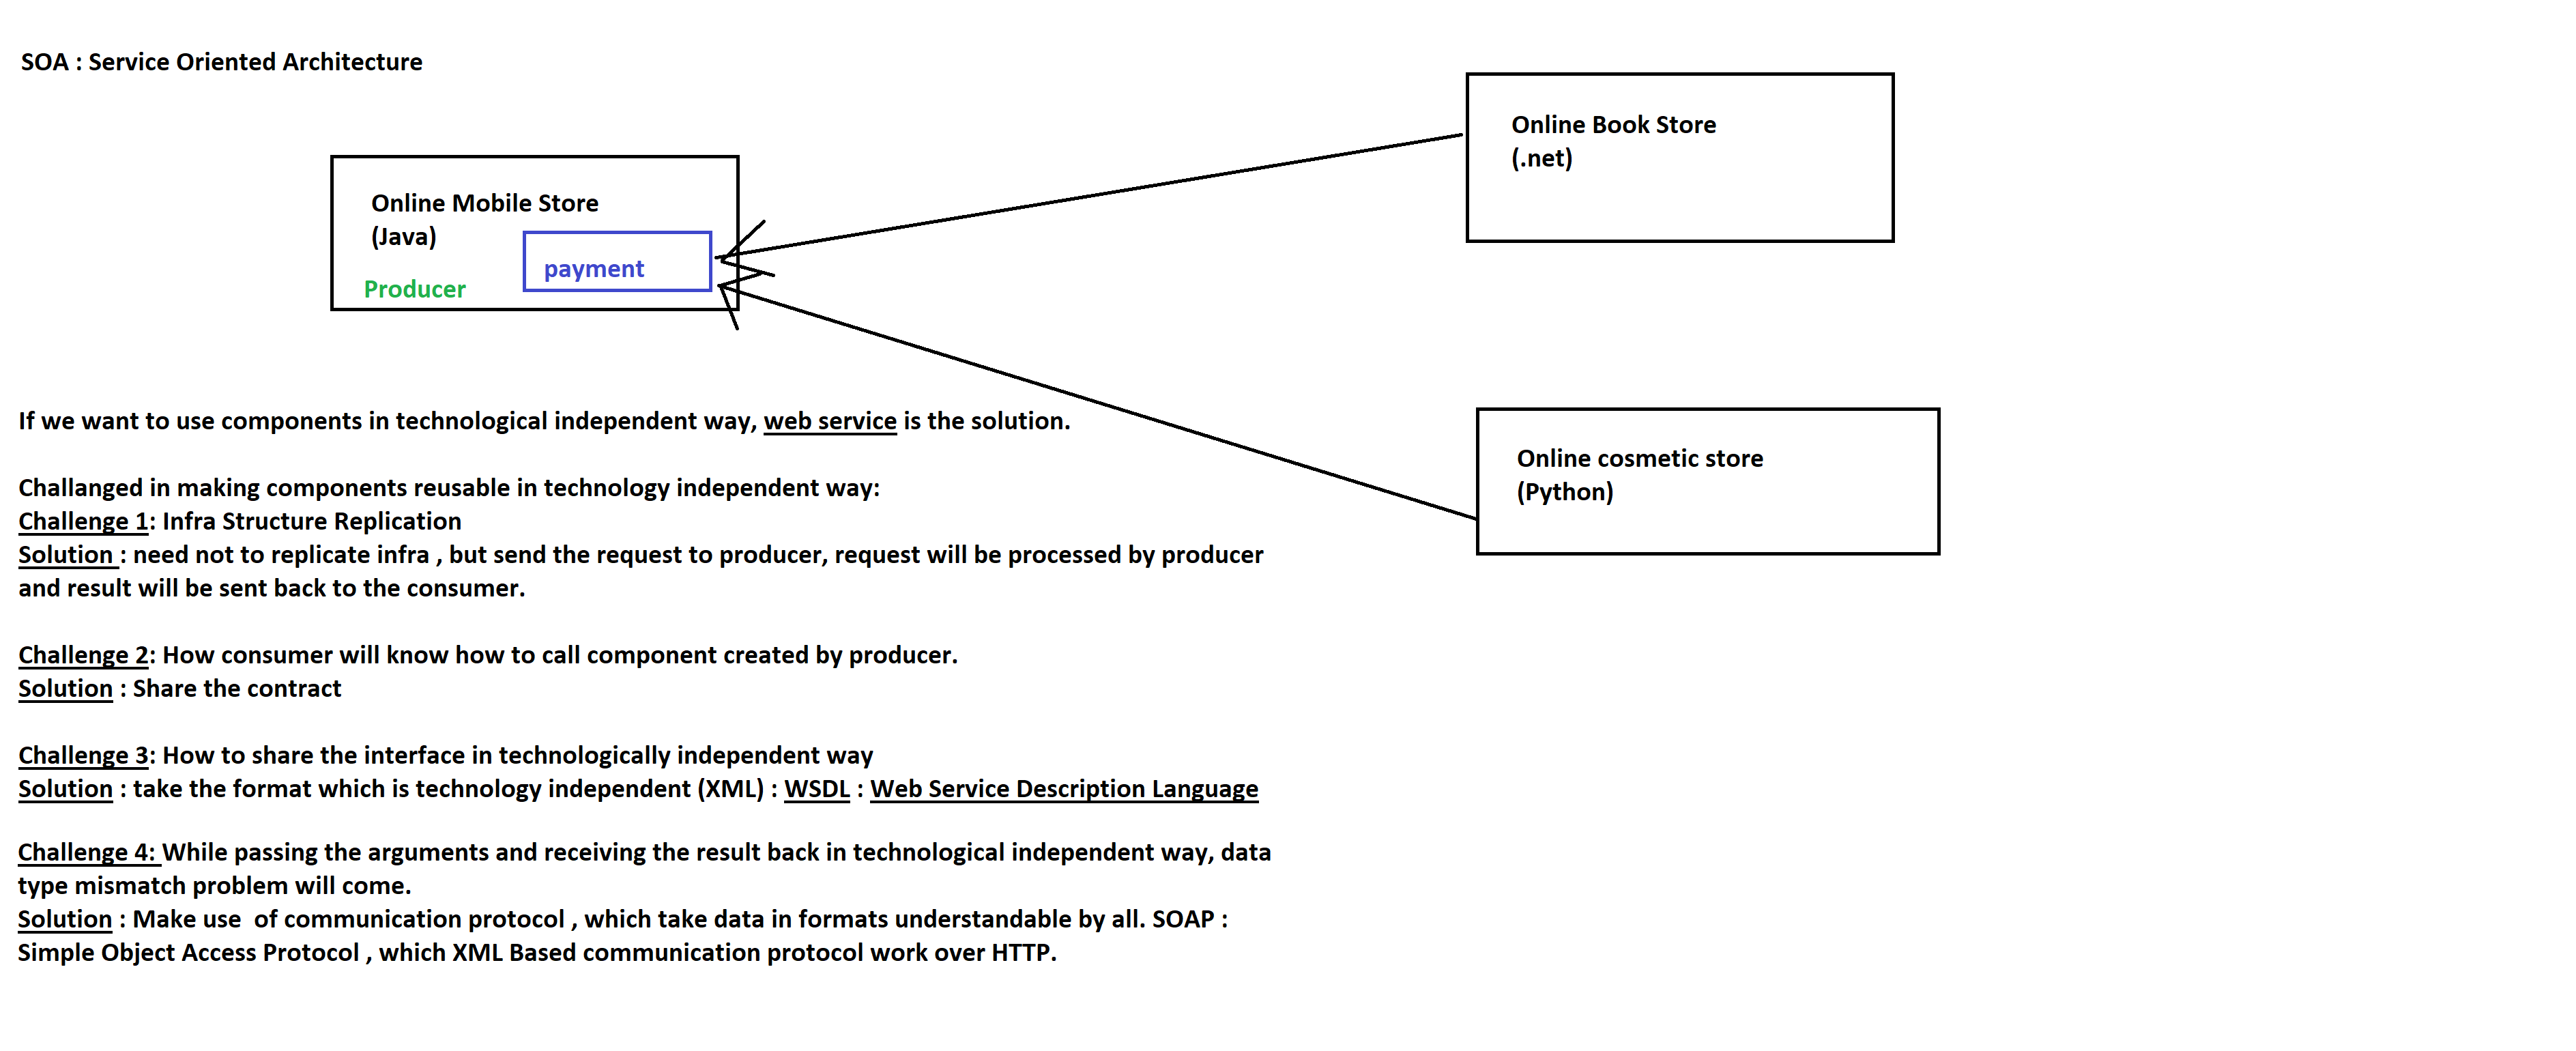 SOA : Service Oriented Architecture
Online Book Store
(.net)
Online Mobile Store
(Java)
payment
Producer
If we want to use components in technological independent way, web service is the solution.
Online cosmetic store
(Python)
Challanged in making components reusable in technology independent way:
Challenge 1: Infra Structure Replication
Solution : need not to replicate infra , but send the request to producer, request will be processed by producer
and result will be sent back to the consumer.
Challenge 2: How consumer will know how to call component created by producer.
Solution : Share the contract
Challenge 3: How to share the interface in technologically independent way
Solution : take the format which is technology independent (XML) : WSDL : Web Service Description Language
Challenge 4: While passing the arguments and receiving the result back in technological independent way, data
type mismatch problem will come.
Solution : Make use  of communication protocol , which take data in formats understandable by all. SOAP :
Simple Object Access Protocol , which XML Based communication protocol work over HTTP.